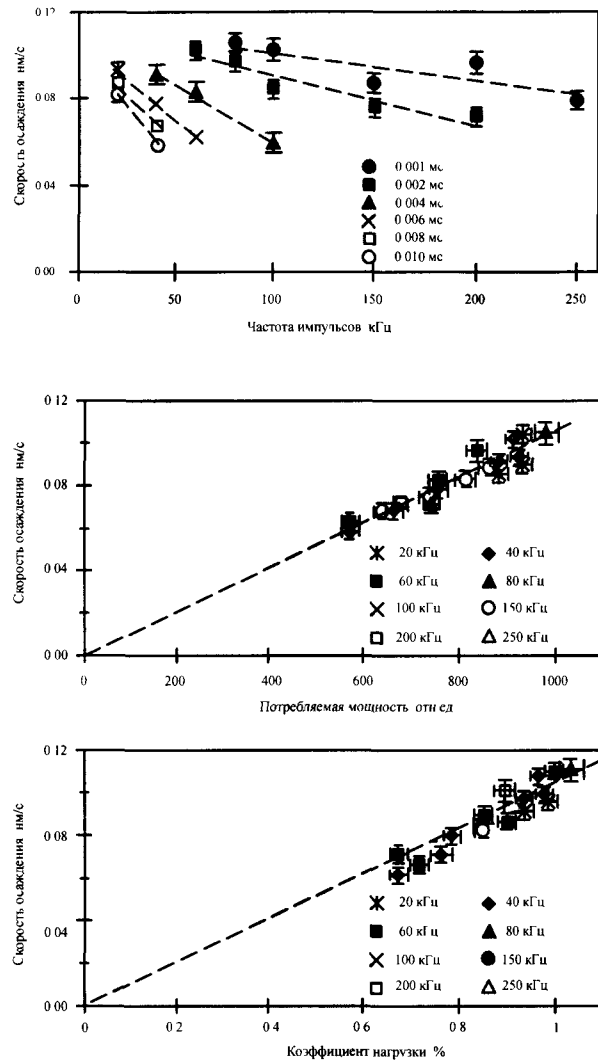 0 12
0 08
0 04
0 00
Скорость осаждения нм/с
0.001 мс
0.002 мс
0.004 мс
0.006 мс
0 008 мс
0 010 мс
0 50 100 150 200 250
Частота импульсов кГц
0 12
0 08
0 04
0 00
Скорость осаждения нм/с
20 кГц 40 кГц
60 кГц 80 кГц
100 кГц 150 кГц
200 кГц 250 кГц
0 200 400 600 800 1000
Потребляемая мощность отн ед
0 12
0 08
0 04
0 00
Скорость осаждения нм/с
20 кГц 40 кГц
60 кГц 80 кГц
100 кГц 150 кГц
200 кГц 250 кГц
0 0 2 0 4 0 6 0 8 1
Коэффициент нагрузки %